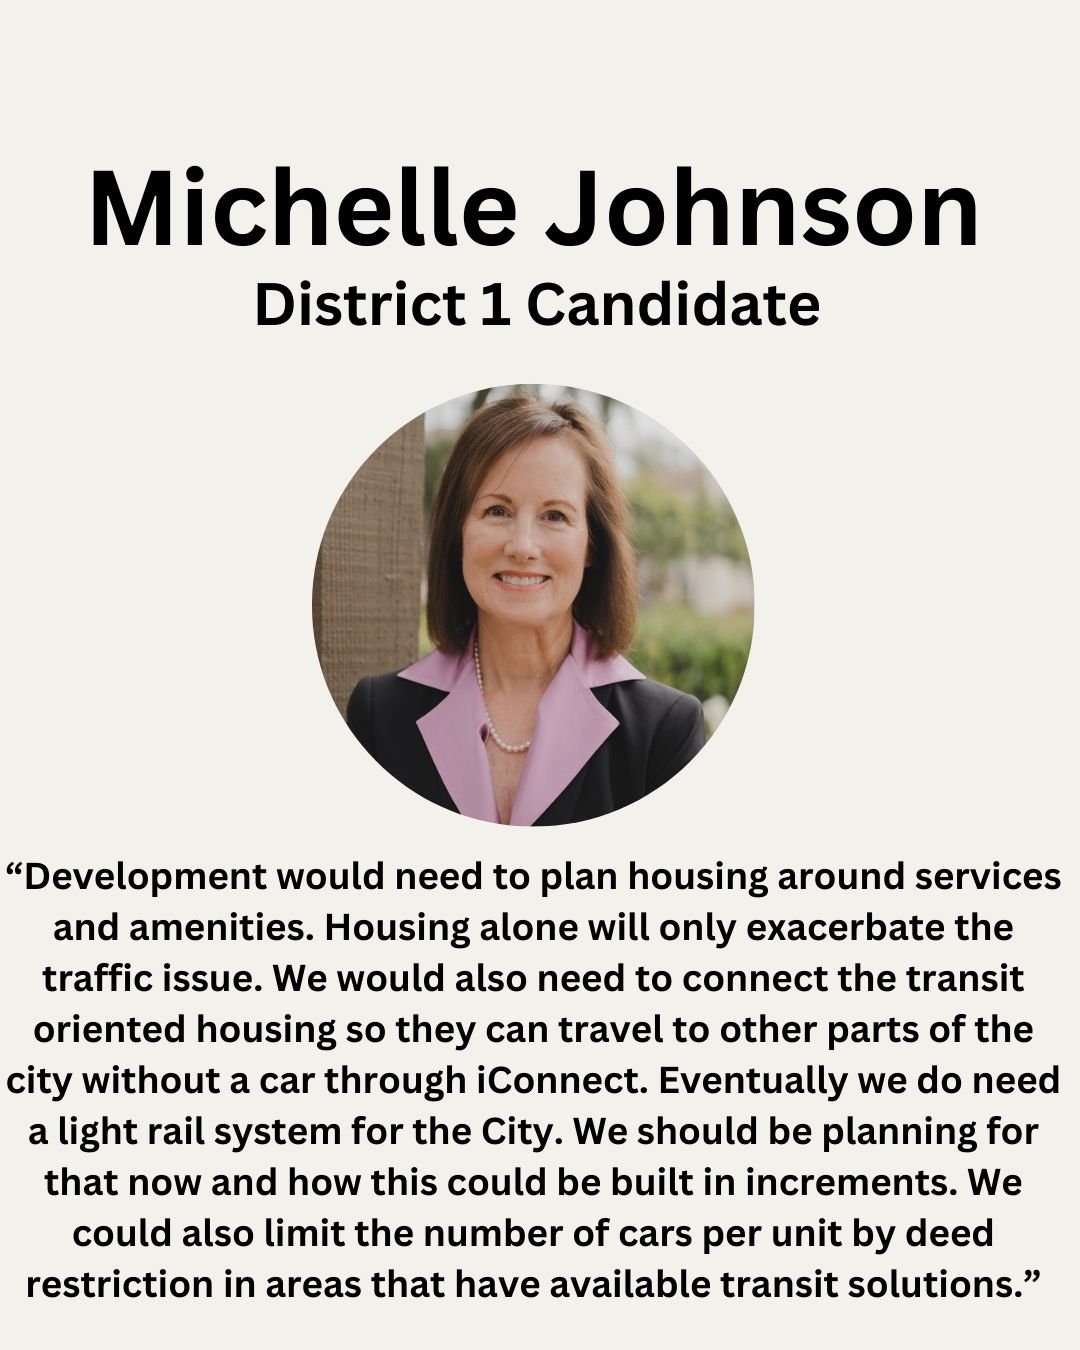 Michelle Johnson
District 1 Candidate
“Development would need to plan housing around services
and amenities. Housing alone will only exacerbate the
traffic issue. We would also need to connect the transit
oriented housing so they can travel to other parts of the
city without a car through iConnect. Eventually we do need
a light rail system for the City. We should be planning for
that now and how this could be built in increments. We
could also limit the number of cars per unit by deed
restriction in areas that have available transit solutions.”